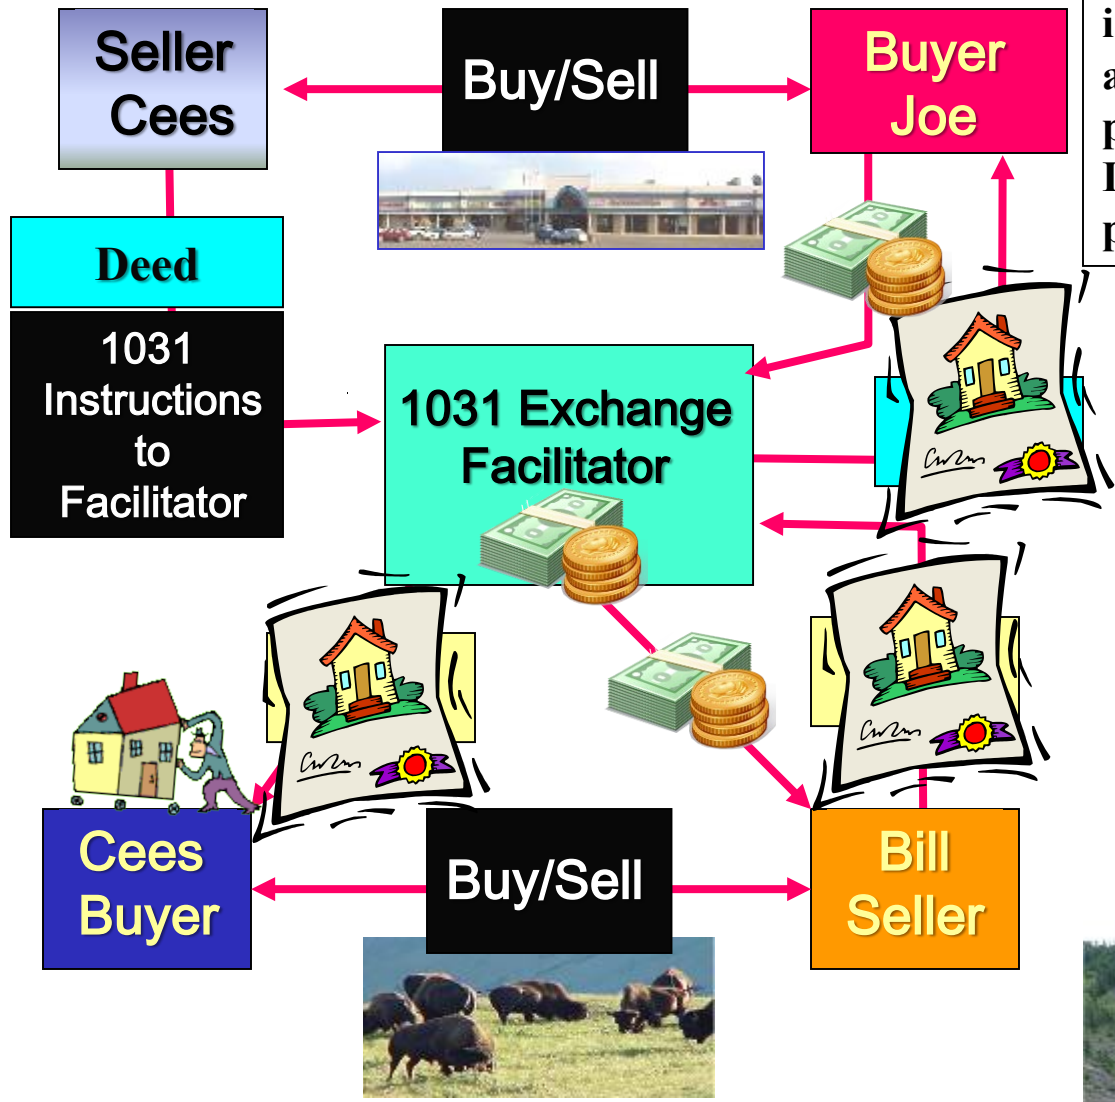 Seller
Cees
Buy/Sell
Buyer
Joe
Deed
1031
Instructions
to
Facilitator
1031 Exchange
Facilitator
Cees
Buyer
Buy/Sell
Bill
Seller